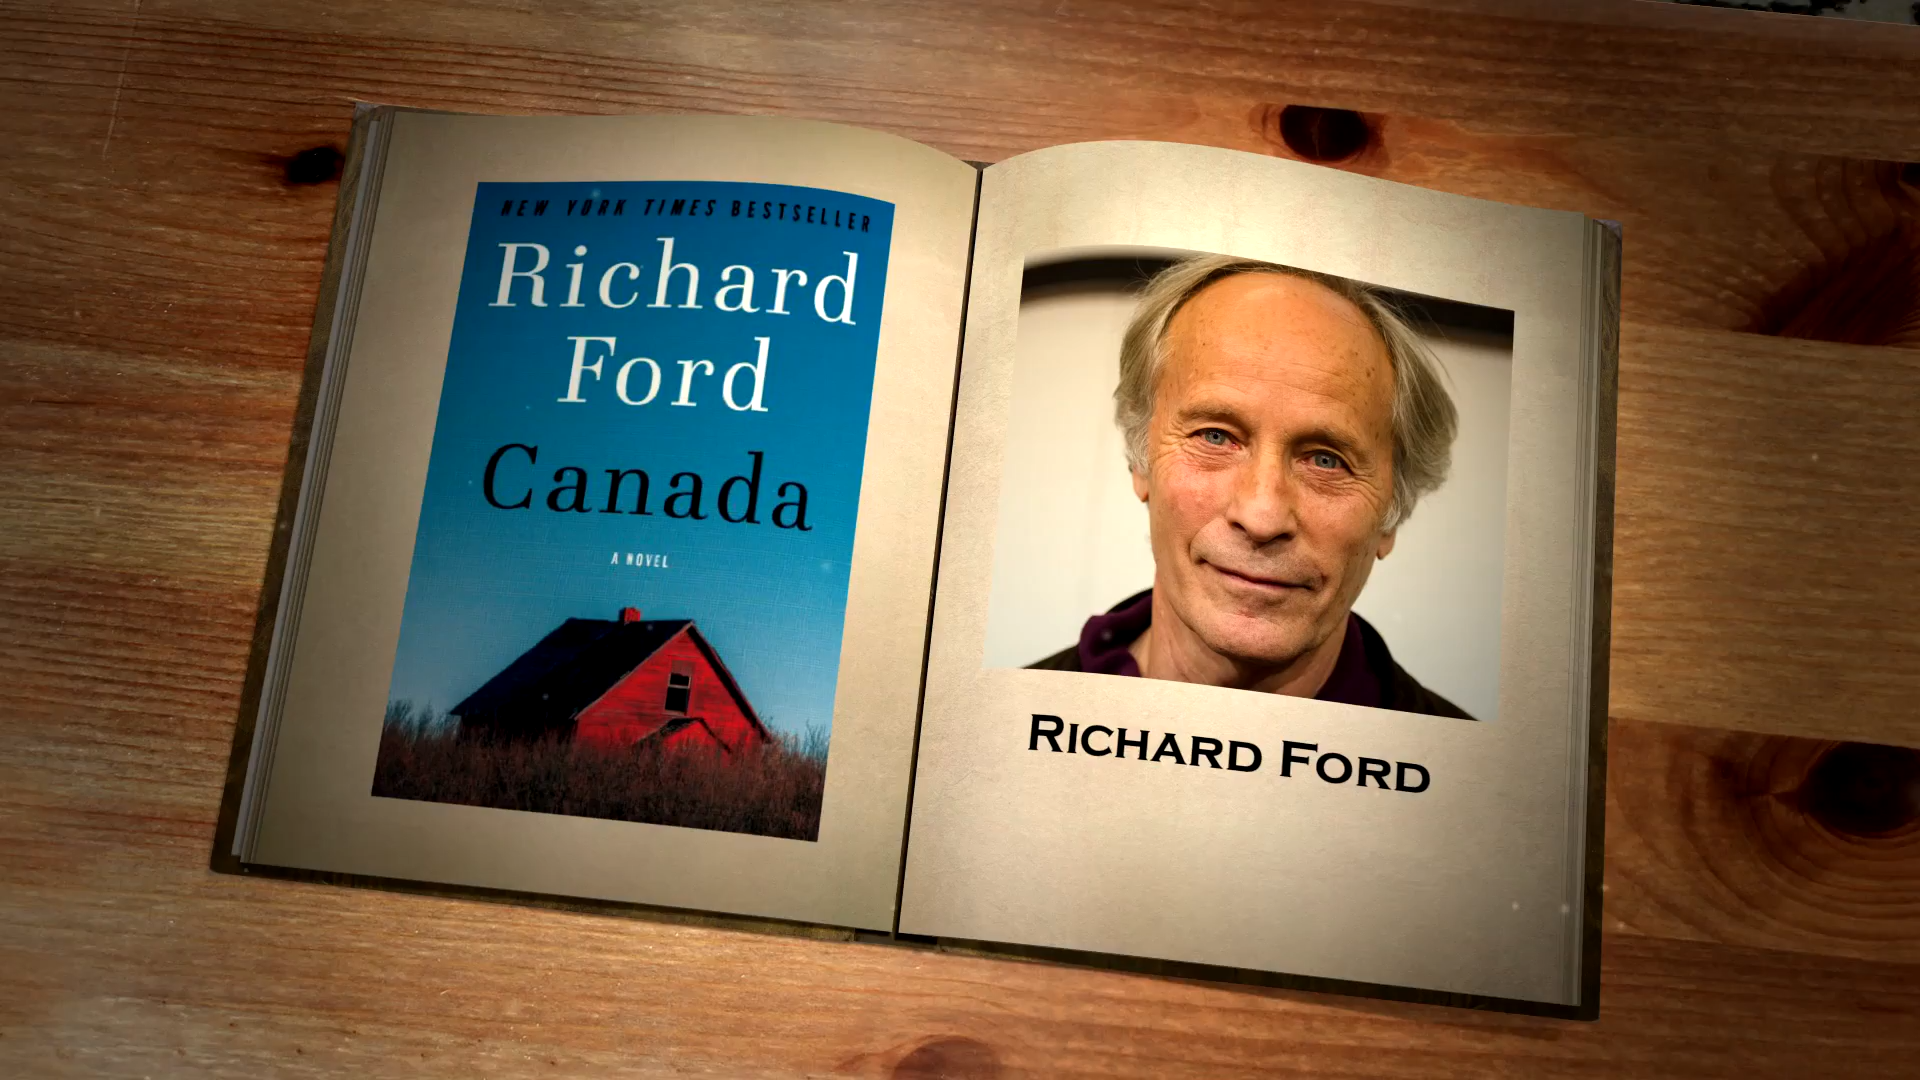 NEW YORK TIMES BESTSELLER
Richard
Ford
Canada
A NOVEL
RICHARD FORD